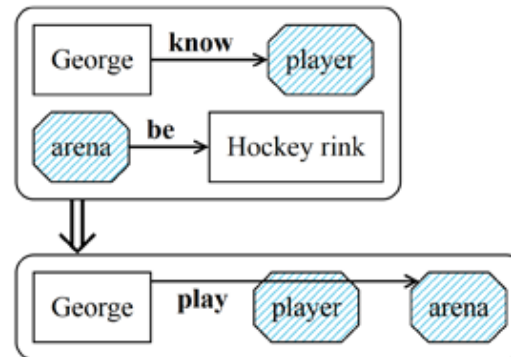 know
George player
be
arena Hockey rink
George play player arena